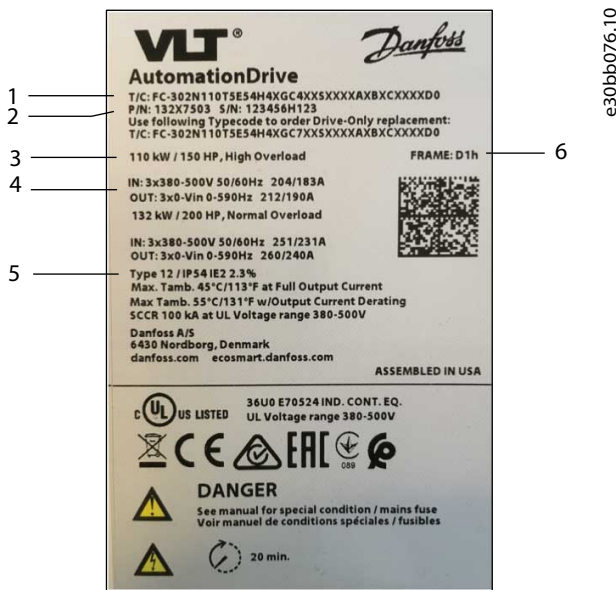 VLT®
Danfoss
AutomationDrive
1
T/C: FC-302N110T5E54H4XGC4XXSXXXXAXBXCXXXXD0
2
P/N: 132X7503 S/N: 123456H123
Use following Typecode to order Drive-Only replacement:
T/C: FC-302N110T5E54H4XGC7XXSXXXXAXBXCXXXXD0
3
110 kW / 150 HP, High Overload
FRAME: D1h
6
4
IN: 3x380-500V 50/60Hz 204/183A
OUT: 3x0-Vin 0-590Hz 212/190A
132 kW / 200 HP, Normal Overload
IN: 3x380-500V 50/60Hz 251/231A
OUT: 3x0-Vin 0-590Hz 260/240A
5
Type 12 / IP54 IE2 2.3%
Max. Tamb. 45°C/113°F at Full Output Current
Max Tamb. 55°C/131°F w/Output Current Derating
SCCR 100 kA at UL Voltage range 380-500V
Danfoss A/S
6430 Nordborg, Denmark
danfoss.com ecosmart.danfoss.com
ASSEMBLED IN USA
C UL US LISTED
36U0 E70524 IND. CONT. EQ.
UL Voltage range 380-500V
CE EAC
089
DANGER
See manual for special condition / mains fuse
Voir manuel de conditions spéciales / fusibles
20 min.
e30bb076.10